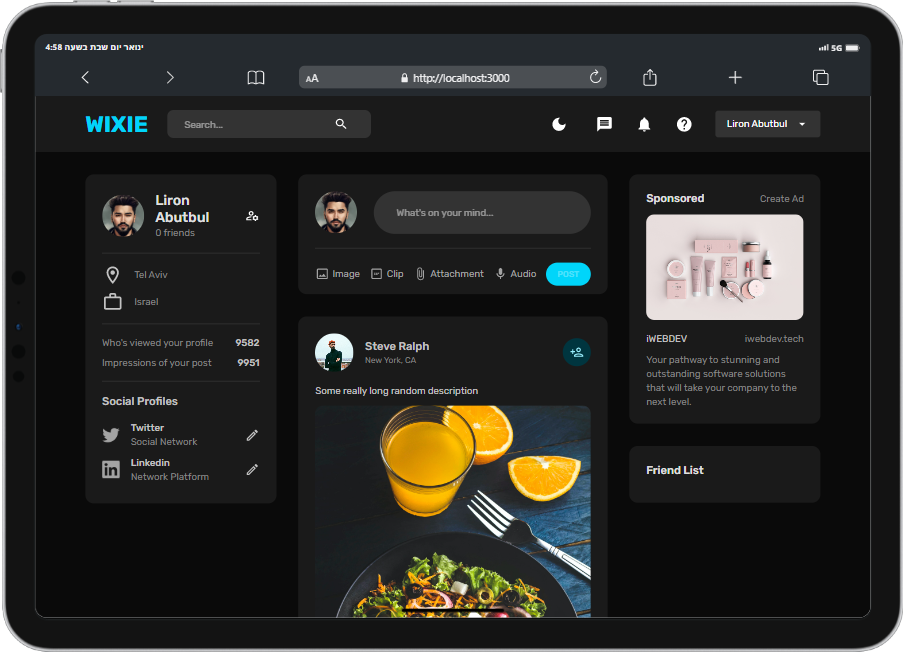 4:58 ינואר יום שבת בשעה
5G
AA http://localhost:3000
WIXIE
Search...
Liron Abutbul
Liron
Abutbul
0 friends
Tel Aviv
Israel
Who's viewed your profile 9582
Impressions of your post 9951
Social Profiles
Twitter
Social Network
Linkedin
Network Platform
What's on your mind...
Image Clip Attachment Audio POST
Steve Ralph
New York, CA
Some really long random description
Sponsored Create Ad
iWEBDEV iwebdev.tech
Your pathway to stunning and
outstanding software solutions
that will take your company to the
next level.
Friend List